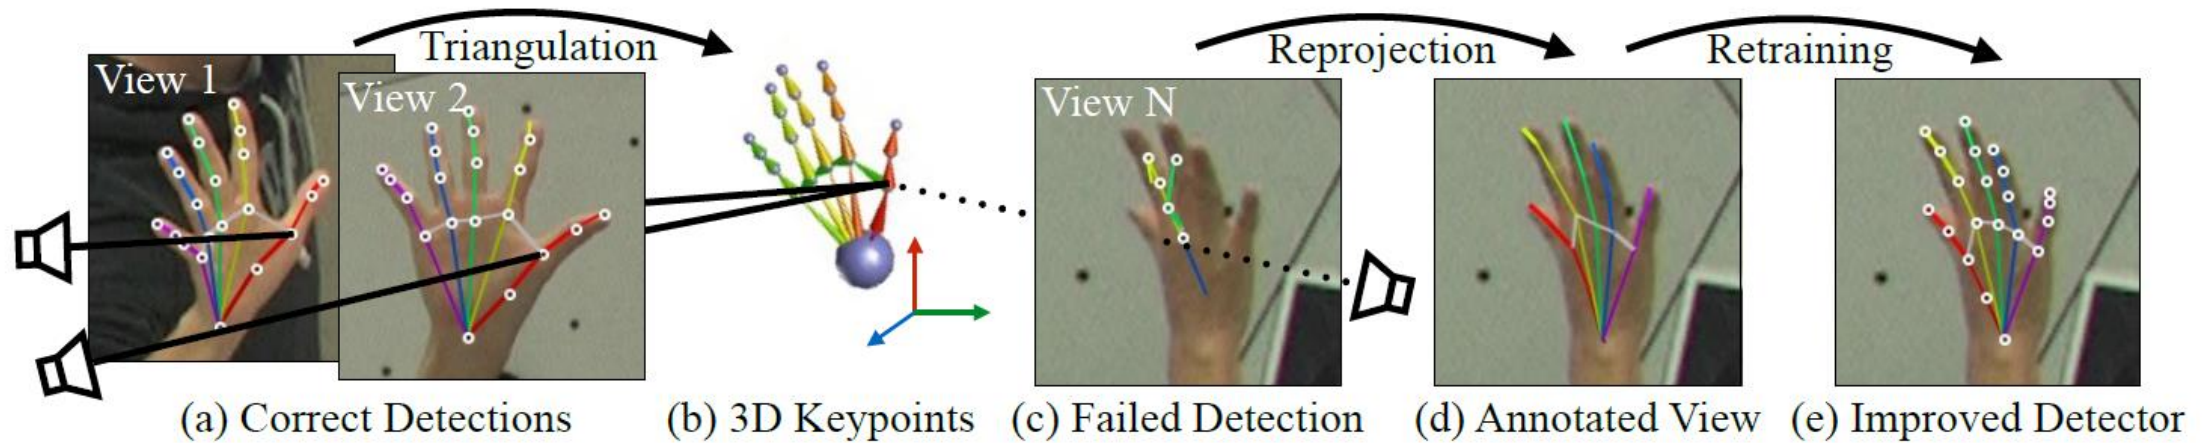 Triangulation
Reprojection
Retraining
View 1
View 2
View N
(a) Correct Detections
(b) 3D Keypoints
(c) Failed Detection
(d) Annotated View
(e) Improved Detector